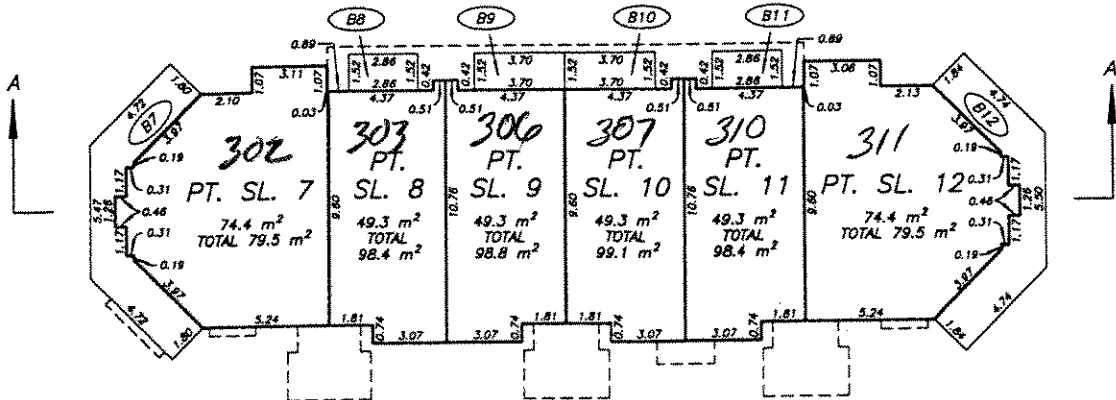 B8 B9 B10 B11
0.89 2.86 3.70 3.70 2.86 0.89
1.52 1.52 0.42 1.52 1.52 1.52 0.42 1.52 1.52
2.86 3.70 3.70 2.86
3.11 1.07 1.07 4.37 0.51 0.51 4.37 4.37 0.51 0.51 4.37 1.07 3.06 1.07
0.03 0.03
A A
1.80 4.72 B7 2.10 3.97
1.84 4.74 B12 2.13 3.97
302
PT. SL. 7
74.4 m²
TOTAL 79.5 m²
303
PT.
SL. 8
49.3 m²
TOTAL
98.4 m²
306
PT.
SL. 9
49.3 m²
TOTAL
98.8 m²
307
PT.
SL. 10
49.3 m²
TOTAL
99.1 m²
310
PT.
SL. 11
49.3 m²
TOTAL
98.4 m²
311
PT. SL. 12
74.4 m²
TOTAL 79.5 m²
9.60 10.76 9.60 10.76 9.60
0.19 0.31 1.17 0.46 1.26 5.47 1.17 0.31 0.19
0.19 0.31 1.17 0.46 1.26 5.50 1.17 0.31 0.19
3.97 4.72 1.80 5.24 1.81 0.74 3.07 3.07 0.74 1.81 1.81 0.74 3.07 3.07 0.74 1.81 5.24 3.97 4.74 1.84